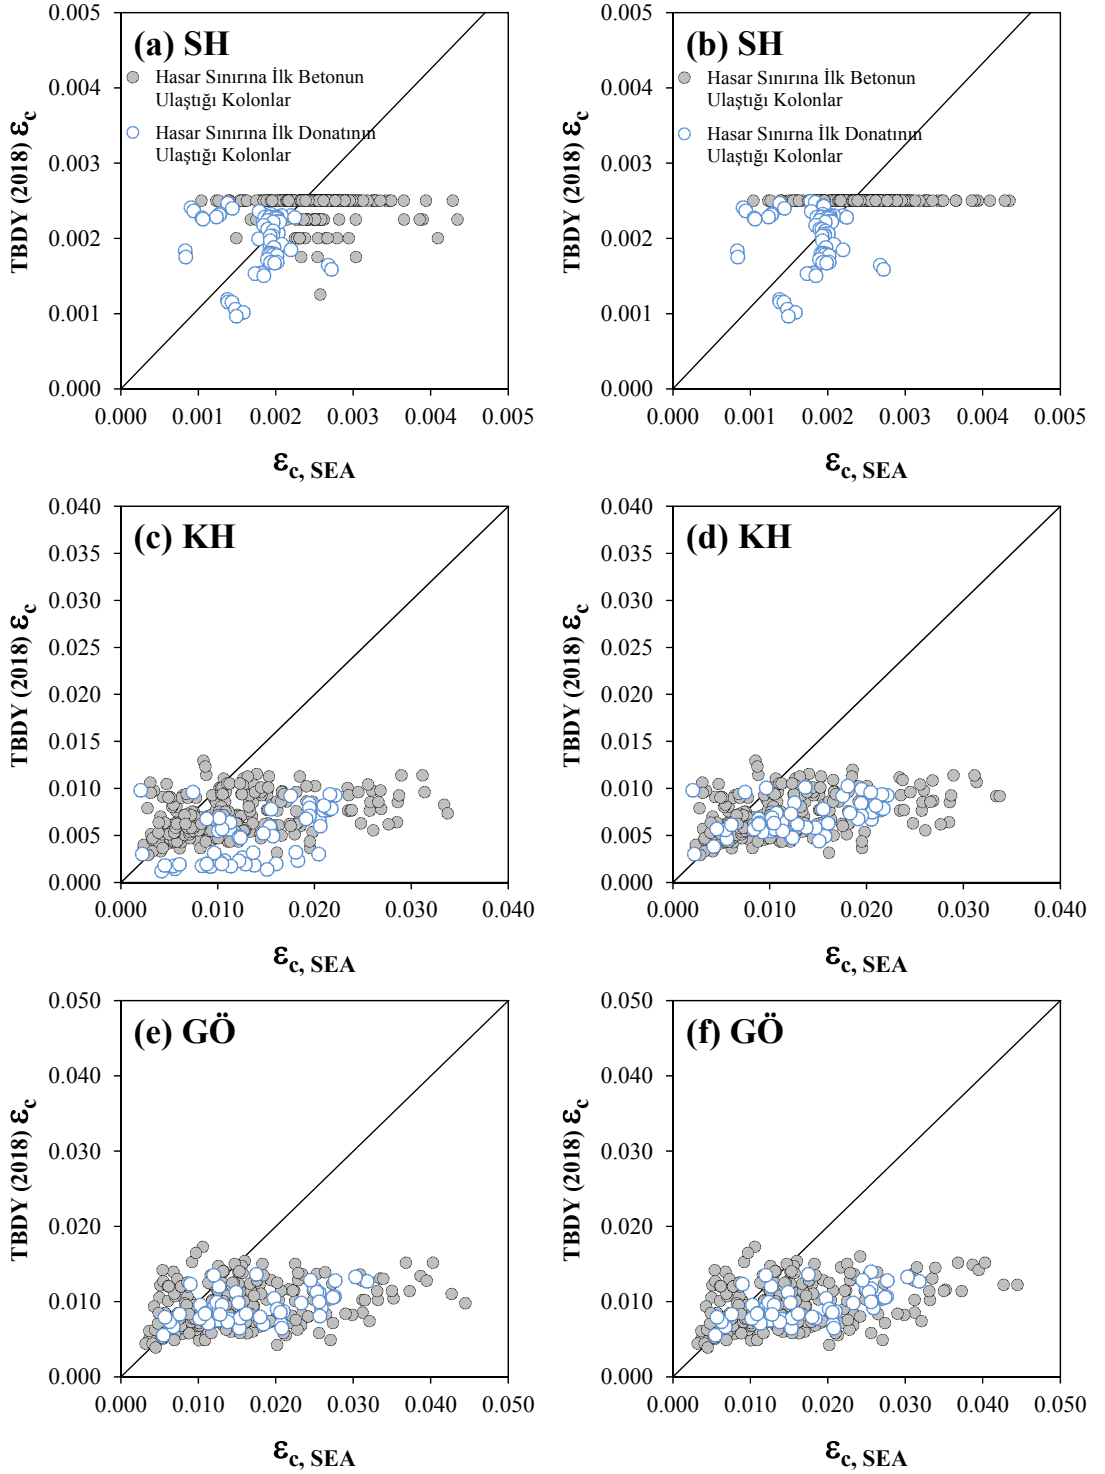 (a) SH
Hasar Sınırına İlk Betonun
Ulaştığı Kolonlar
Hasar Sınırına İlk Donatının
Ulaştığı Kolonlar
TBDY (2018) εc
0.005
0.004
0.003
0.002
0.001
0.000
0.000 0.001 0.002 0.003 0.004 0.005
εc, SEA
(b) SH
Hasar Sınırına İlk Betonun
Ulaştığı Kolonlar
Hasar Sınırna İlk Donatının
Ulaştığı Kolonlar
TBDY (2018) εc
0.005
0.004
0.003
0.002
0.001
0.000
0.000 0.001 0.002 0.003 0.004 0.005
εc, SEA
(c) KH
TBDY (2018) εc
0.040
0.035
0.030
0.025
0.020
0.015
0.010
0.005
0.000
0.000 0.010 0.020 0.030 0.040
εc, SEA
(d) KH
TBDY (2018) εc
0.040
0.035
0.030
0.025
0.020
0.015
0.010
0.005
0.000
0.000 0.010 0.020 0.030 0.040
εc, SEA
(e) GÖ
TBDY (2018) εc
0.050
0.040
0.030
0.020
0.010
0.000
0.000 0.010 0.020 0.030 0.040 0.050
εc, SEA
(f) GÖ
TBDY (2018) εc
0.050
0.040
0.030
0.020
0.010
0.000
0.000 0.010 0.020 0.030 0.040 0.050
εc, SEA